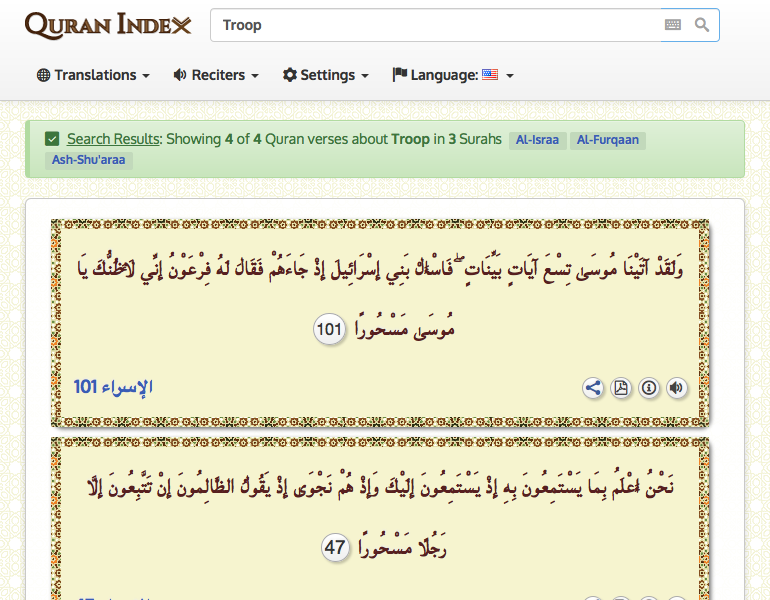 QURAN INDEX
Troop
Translations Reciters Settings Language:
Search Results: Showing 4 of 4 Quran verses about Troop in 3 Surahs Al-Israa Al-Furqaan
Ash-Shu'araa
وَلَقَدْ آتَيْنَا مُوسَىٰ تِسْعَ آيَاتٍ بَيِّنَاتٍ ۖ فَاسْأَلْ بَنِي إِسْرَائِيلَ إِذْ جَاءَهُمْ فَقَالَ لَهُ فِرْعَوْنُ إِنِّي لَأَظُنُّكَ يَا
مُوسَىٰ مَسْحُورًا 101
الإسراء 101
نَحْنُ أَعْلَمُ بِمَا يَسْتَمِعُونَ بِهِ إِذْ يَسْتَمِعُونَ إِلَيْكَ وَإِذْ هُمْ نَجْوَىٰ إِذْ يَقُولُ الظَّالِمُونَ إِنْ تَتَّبِعُونَ إِلَّا
رَجُلًا مَسْحُورًا 47